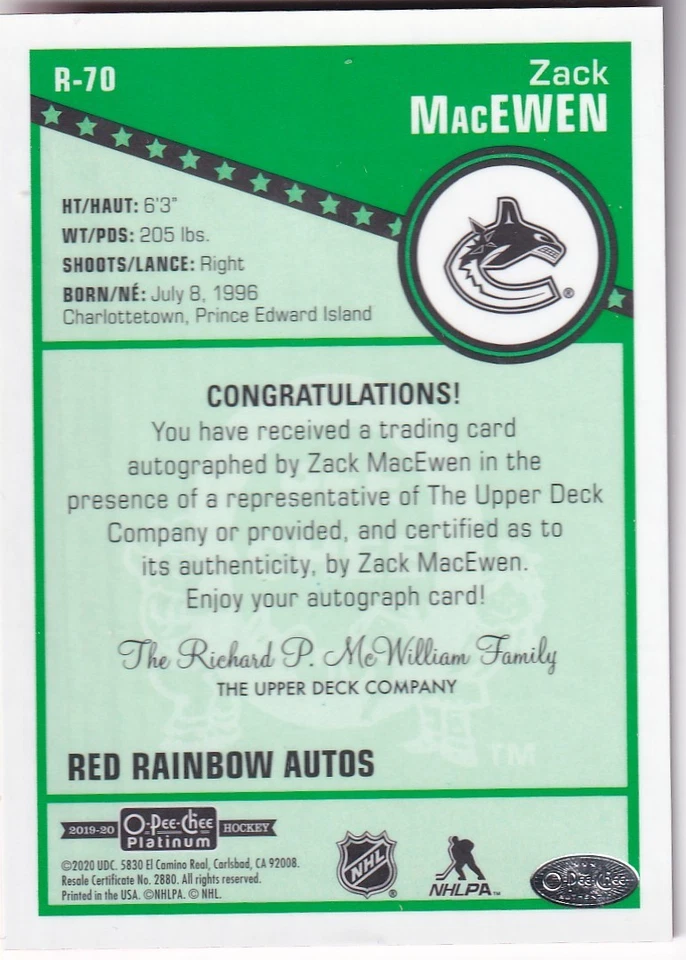 R-70
Zack
MacEWEN
HT/HAUT: 6'3"
WT/PDS: 205 lbs.
SHOOTS/LANCE: Right
BORN/NÉ: July 8, 1996
Charlottetown, Prince Edward Island
®
CONGRATULATIONS!
You have received a trading card
autographed by Zack MacEwen in the
presence of a representative of The Upper Deck
Company or provided, and certified as to
its authenticity, by Zack MacEwen.
Enjoy your autograph card!
The Richard P. McWilliam Family
THE UPPER DECK COMPANY
TM
RED RAINBOW AUTOS
2019-20 O-Pee-Chee Platinum HOCKEY
©2020 UDC. 5830 El Camino Real, Carlsbad, CA 92008.
Resale Certificate No. 2880. All rights reserved.
Printed in the USA. ©NHLPA. © NHL.
NHL ®
NHLPA™
O-Pee-Chee